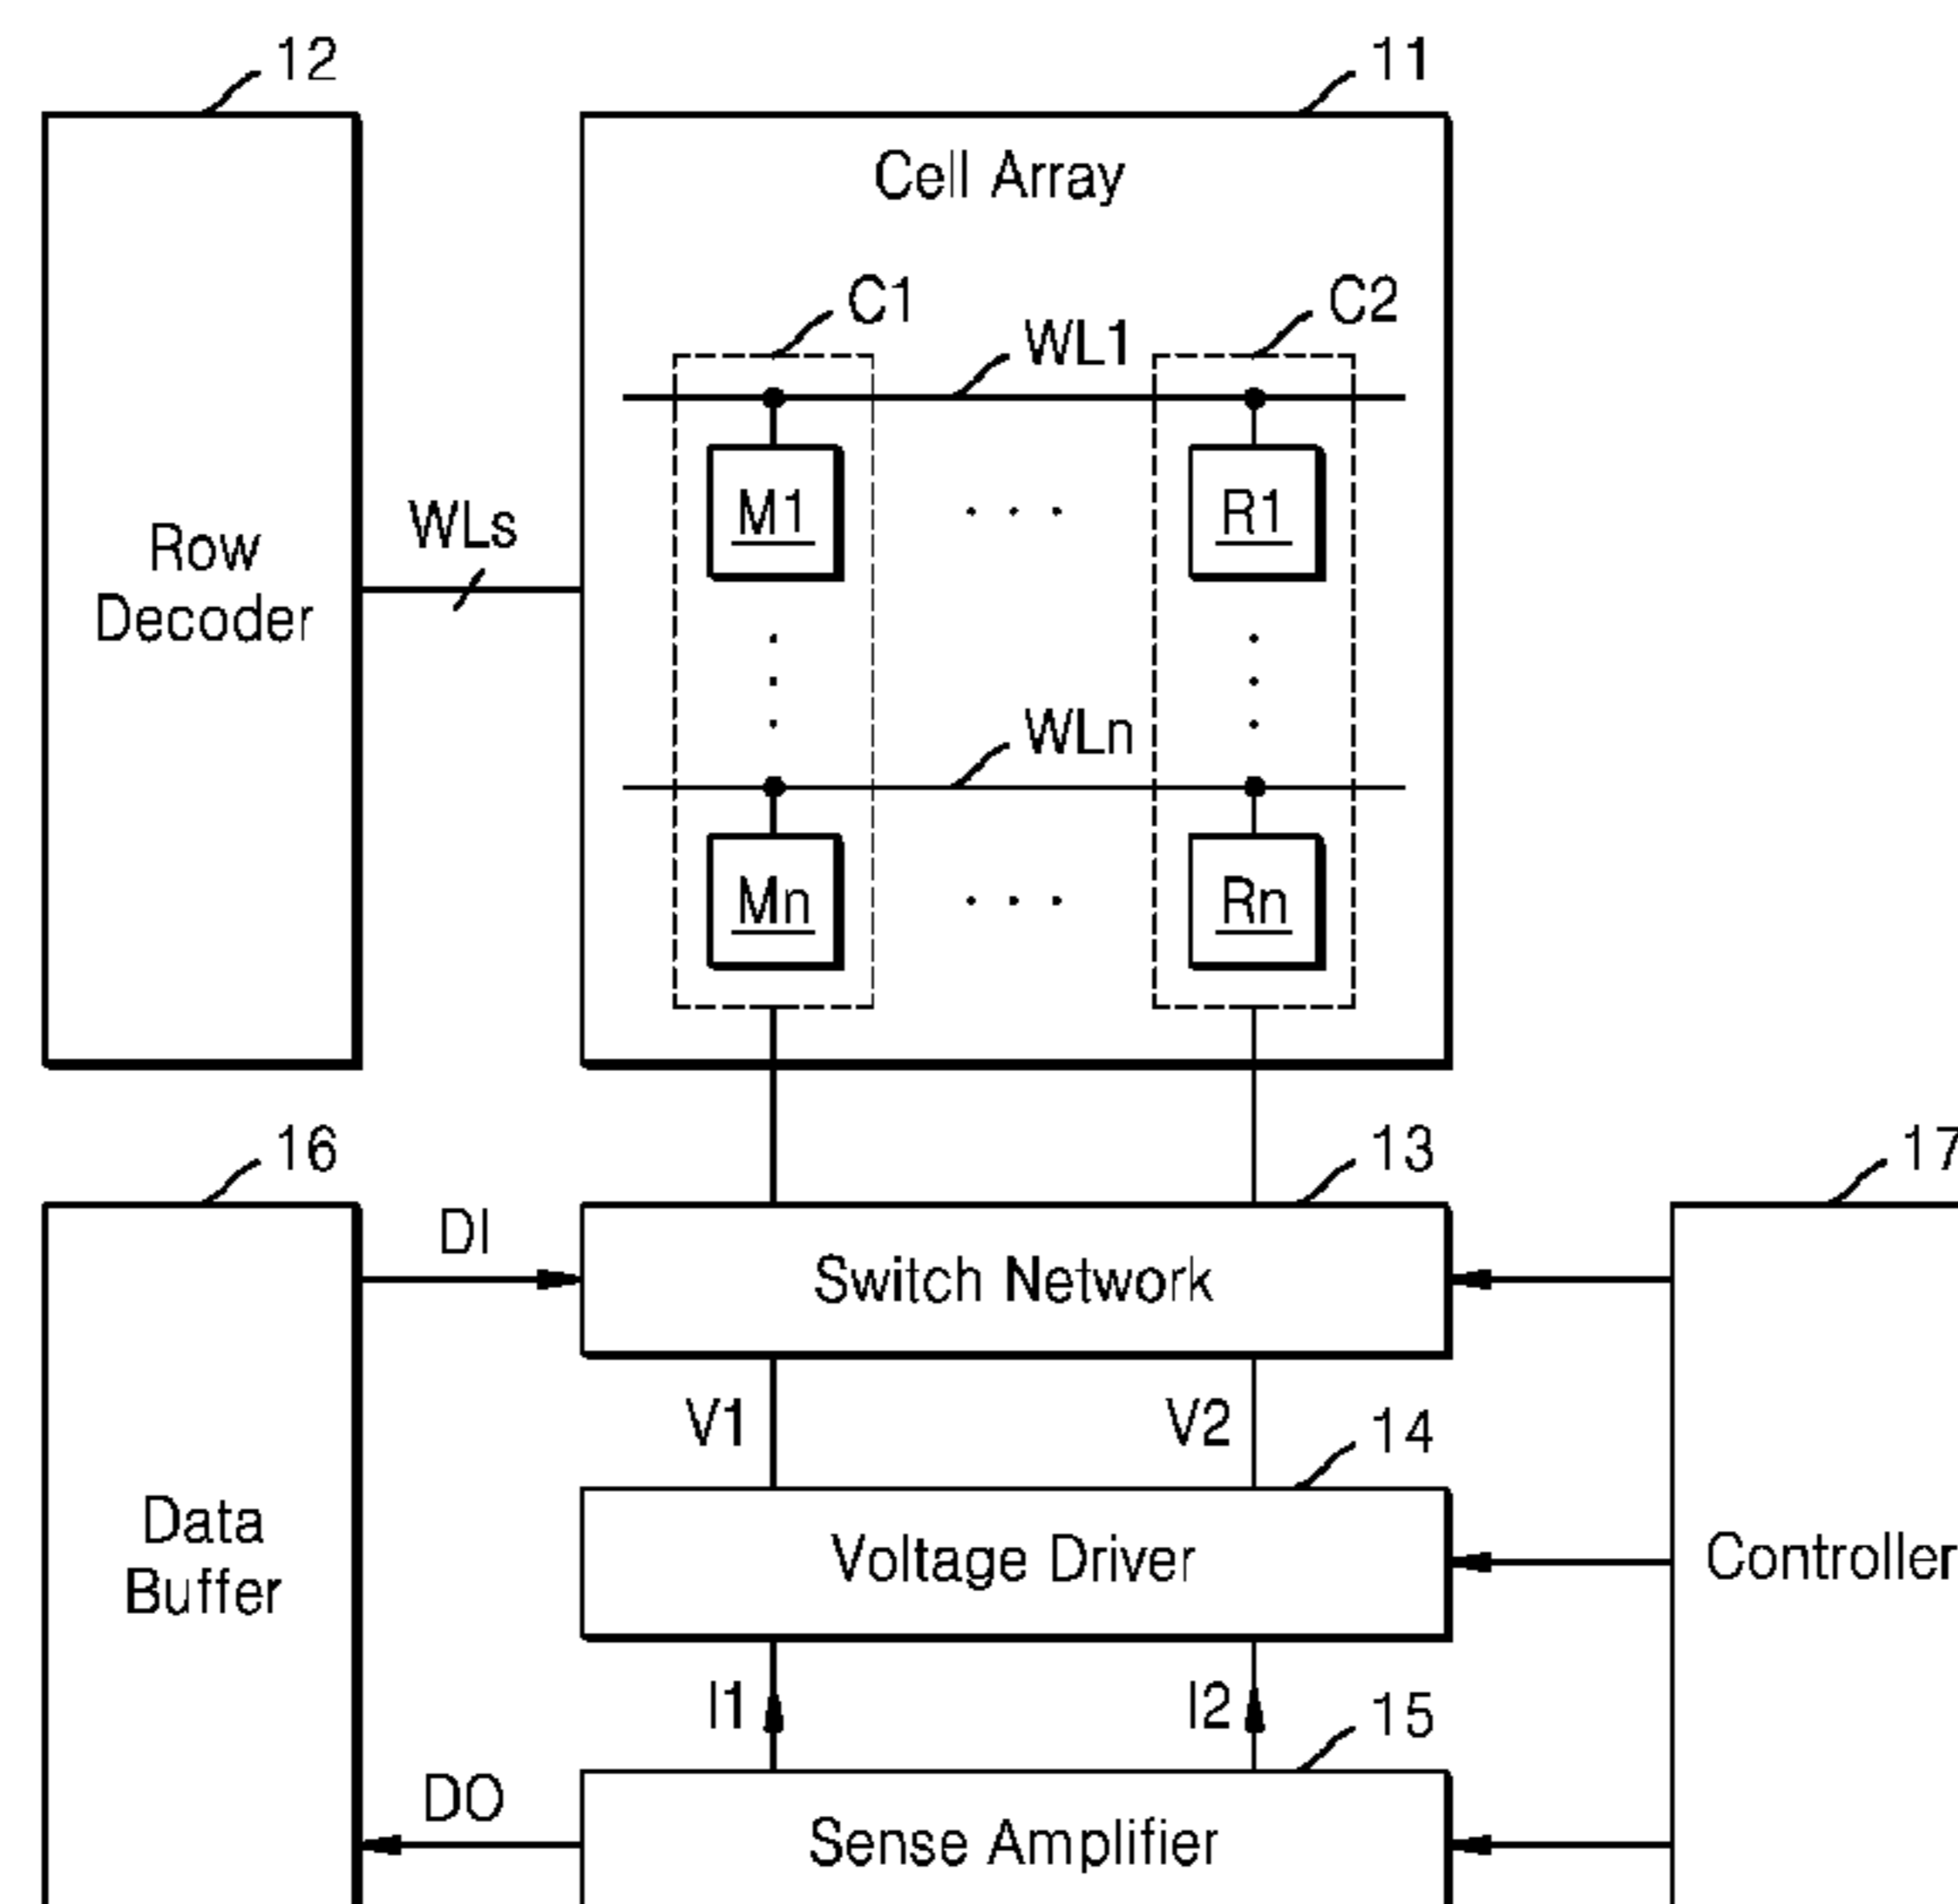 12
11
Cell Array
C1
C2
WL1
M1
R1
WLs
Row
Decoder
WLn
Mn
Rn
16
13
17
DI
Switch Network
V1
V2
14
Data
Buffer
Voltage Driver
Controller
I1
I2
15
DO
Sense Amplifier